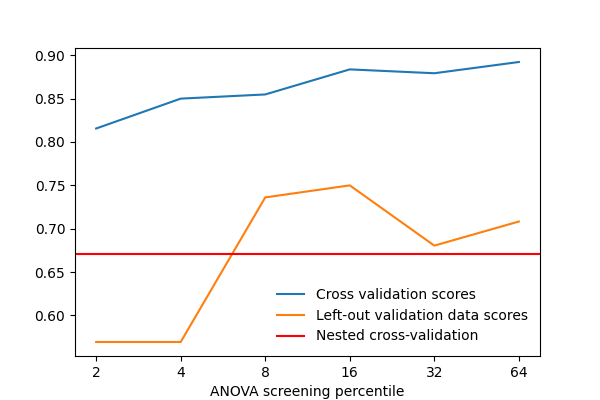 0.90
0.85
0.80
0.75
0.70
0.65
0.60
Cross validation scores
Left-out validation data scores
Nested cross-validation
2 4 8 16 32 64
ANOVA screening percentile